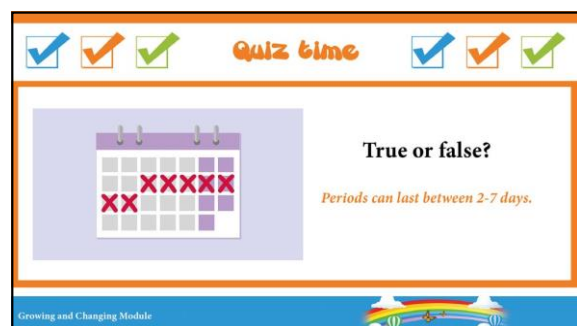 Quiz time
True or false?
Periods can last between 2-7 days.
Growing and Changing Module